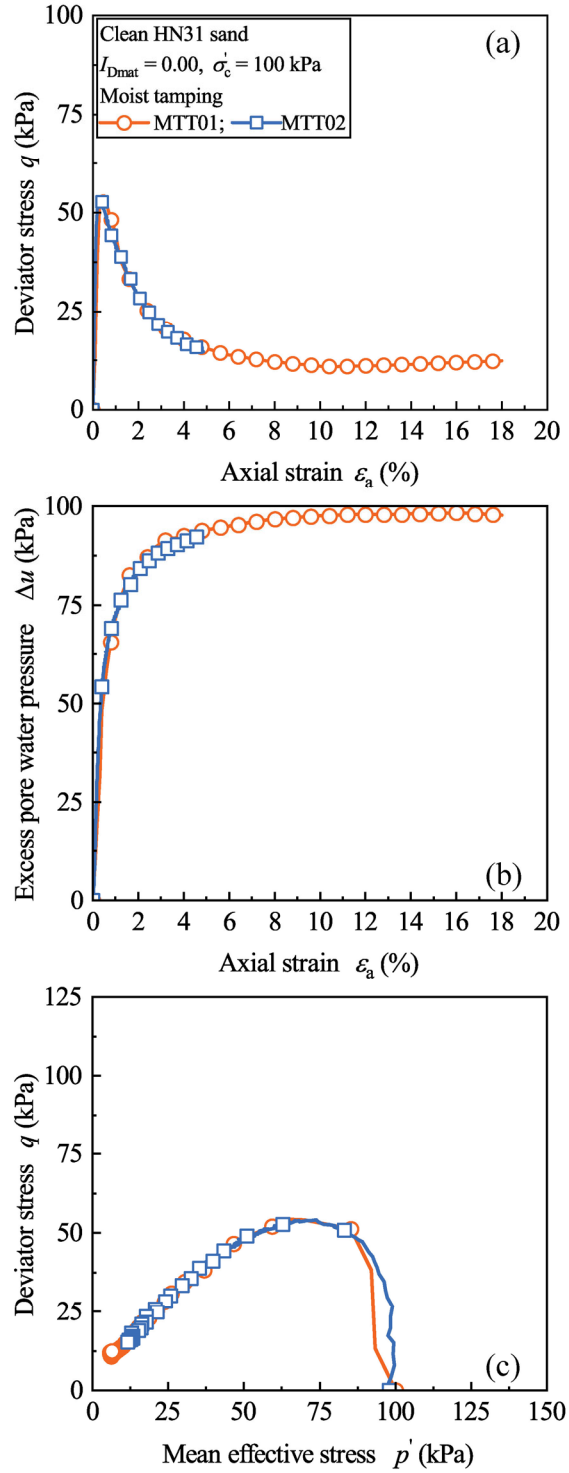 125
100
75
50
25
0
Deviator stress q (kPa)
Clean HN31 sand
I_Dmat = 0.00, σ'_c = 100 kPa
Moist tamping
MTT01; MTT02
(a)
0 2 4 6 8 10 12 14 16 18 20
Axial strain ε_a (%)
100
75
50
25
0
Excess pore water pressure Δu (kPa)
(b)
0 2 4 6 8 10 12 14 16 18 20
Axial strain ε_a (%)
125
100
75
50
25
0
Deviator stress q (kPa)
(c)
0 25 50 75 100 125 150
Mean effective stress p' (kPa)